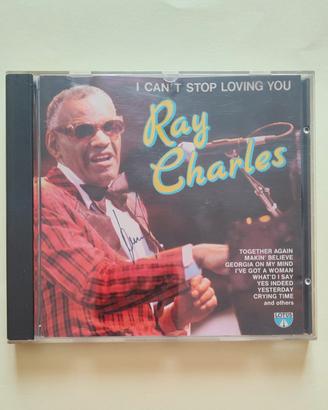 I CAN'T STOP LOVING YOU
Ray
Charles
TOGETHER AGAIN
MAKIN' BELIEVE
GEORGIA ON MY MIND
I'VE GOT A WOMAN
WHAT'D I SAY
YES INDEED
YESTERDAY
CRYING TIME
and others
LOTUS